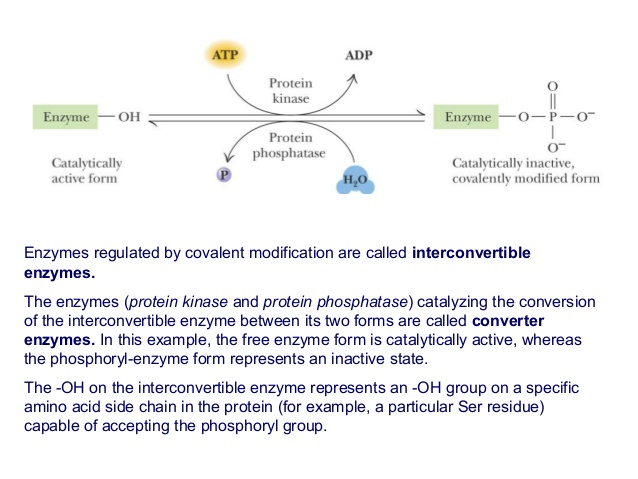 ATP
ADP
Protein
kinase
Enzyme — OH
Enzyme —O—P—O⁻
O
O⁻
Protein
phosphatase
Catalytically
active form
P
H₂O
Catalytically inactive,
covalently modified form
Enzymes regulated by covalent modification are called interconvertible
enzymes.
The enzymes (protein kinase and protein phosphatase) catalyzing the conversion
of the interconvertible enzyme between its two forms are called converter
enzymes. In this example, the free enzyme form is catalytically active, whereas
the phosphoryl-enzyme form represents an inactive state.
The -OH on the interconvertible enzyme represents an -OH group on a specific
amino acid side chain in the protein (for example, a particular Ser residue)
capable of accepting the phosphoryl group.